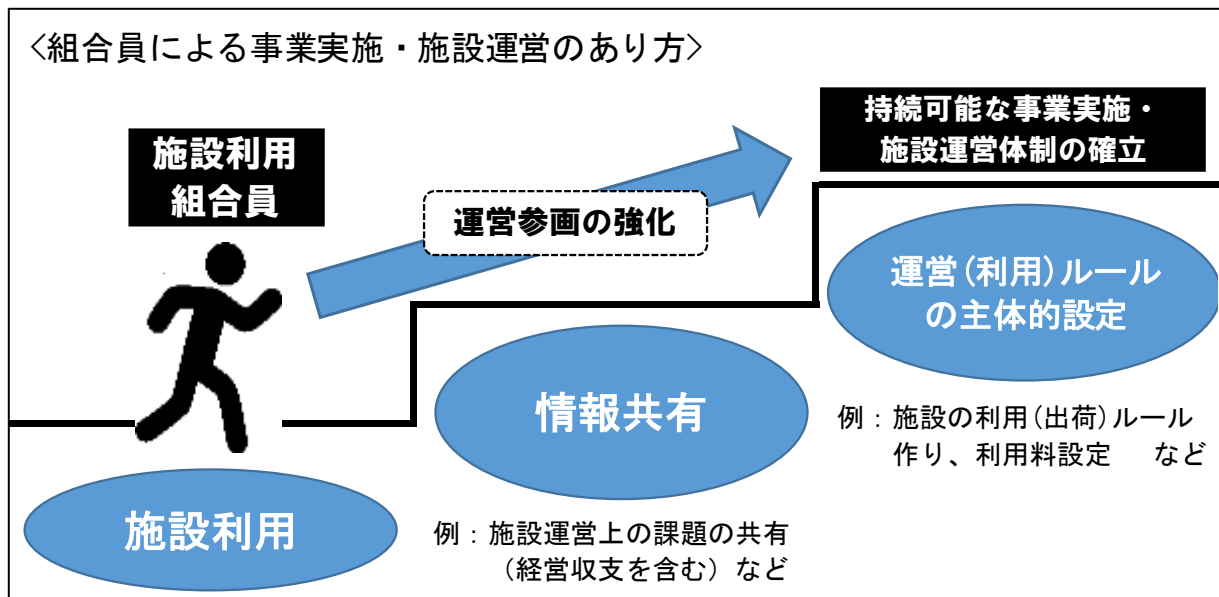 〈組合員による事業実施・施設運営のあり方〉
施設利用
組合員
運営参画の強化
持続可能な事業実施・
施設運営体制の確立
施設利用
情報共有
例：施設運営上の課題の共有
（経営収支を含む）など
運営(利用)ルール
の主体的設定
例：施設の利用(出荷)ルール
作り、利用料設定　など